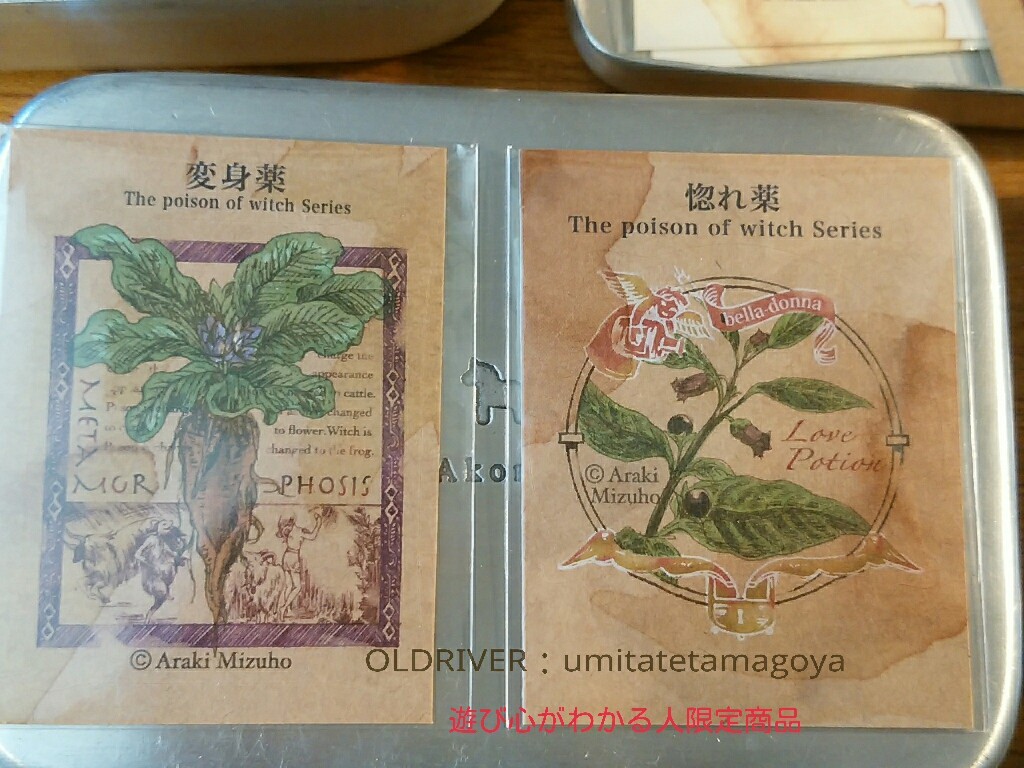 変身薬
The poison of witch Series
charge the
appearance
cattle.
changed
to flower. Witch is
changed to the frog.
META
MOR PHOSIS
© Araki Mizuho
惚れ薬
The poison of witch Series
bella-donna
Love
Potion
© Araki
Mizuho
Akor
OLDRIVER：umitatetamagoya
遊び心がわかる人限定商品